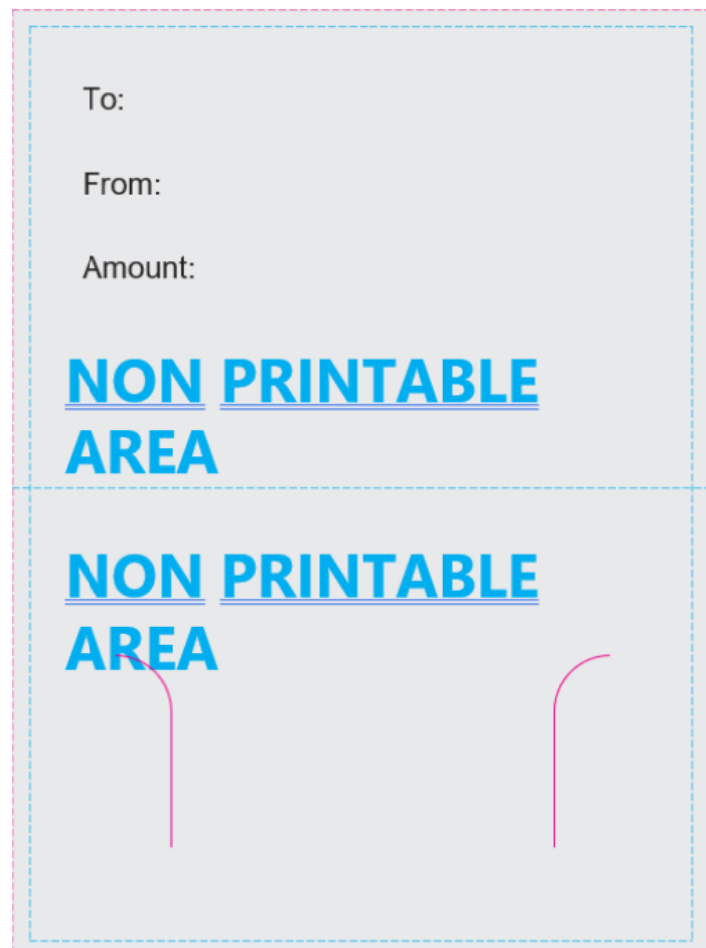 To:
From:
Amount:
NON PRINTABLE
AREA
NON PRINTABLE
AREA